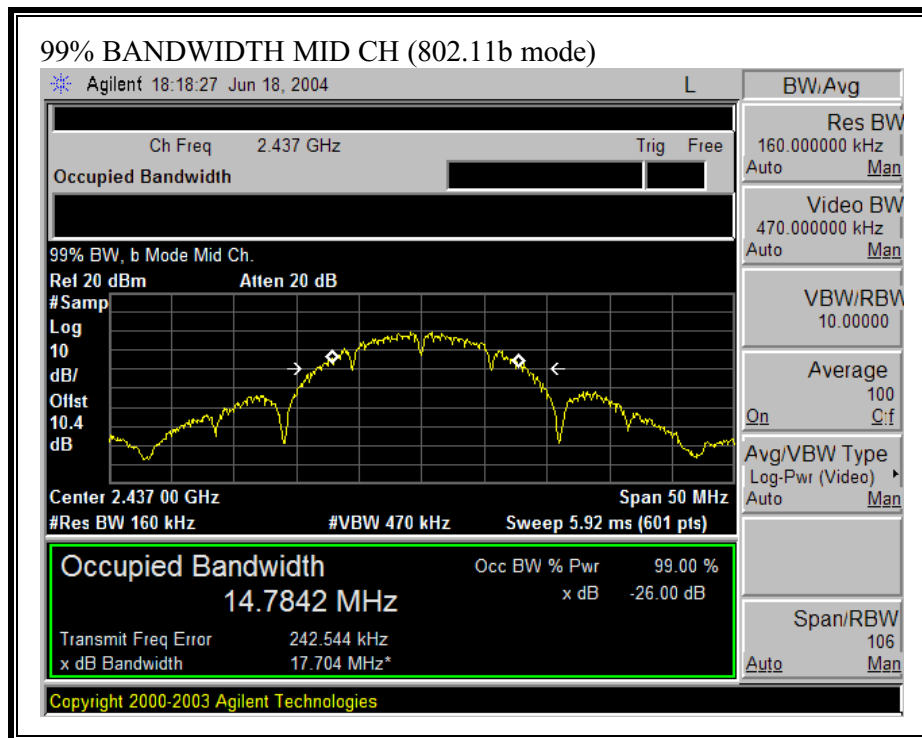 99% BANDWIDTH MID CH (802.11b mode)
Agilent 18:18:27 Jun 18, 2004 L
BW/Avg
Ch Freq 2.437 GHz Trig Free
Occupied Bandwidth
Res BW
160.000000 kHz
Auto Man
Video BW
470.000000 kHz
Auto Man
VBW/RBW
10.00000
Average
100
On Off
Avg/VBW Type
Log-Pwr (Video)
Auto Man
Span/RBW
106
Auto Man
99% BW, b Mode Mid Ch.
Ref 20 dBm Atten 20 dB
#Samp
Log
10
dB/
Offst
10.4
dB
Center 2.437 00 GHz Span 50 MHz
#Res BW 160 kHz #VBW 470 kHz Sweep 5.92 ms (601 pts)
Occupied Bandwidth
14.7842 MHz
Occ BW % Pwr 99.00 %
x dB -26.00 dB
Transmit Freq Error 242.544 kHz
x dB Bandwidth 17.704 MHz*
Copyright 2000-2003 Agilent Technologies